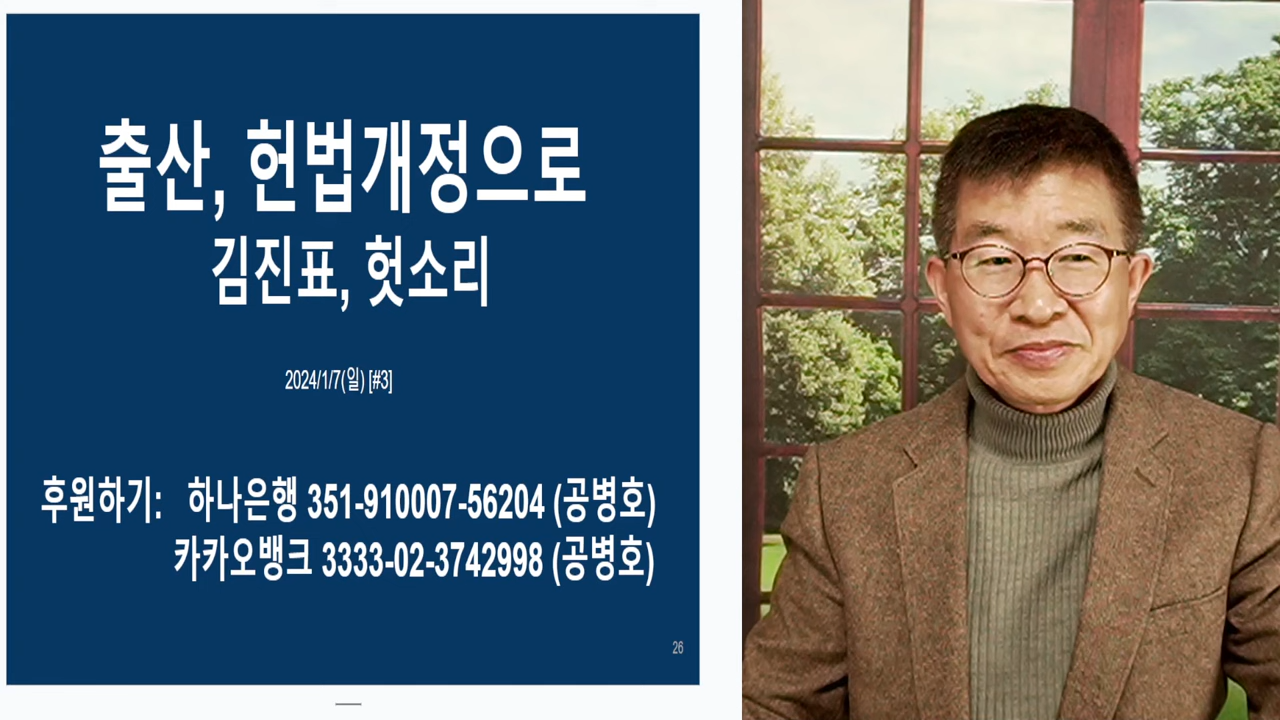 출산, 헌법개정으로
김진표, 헛소리
2024/1/7(일) [#3]
후원하기: 하나은행 351-910007-56204 (공병호)
카카오뱅크 3333-02-3742998 (공병호)
26